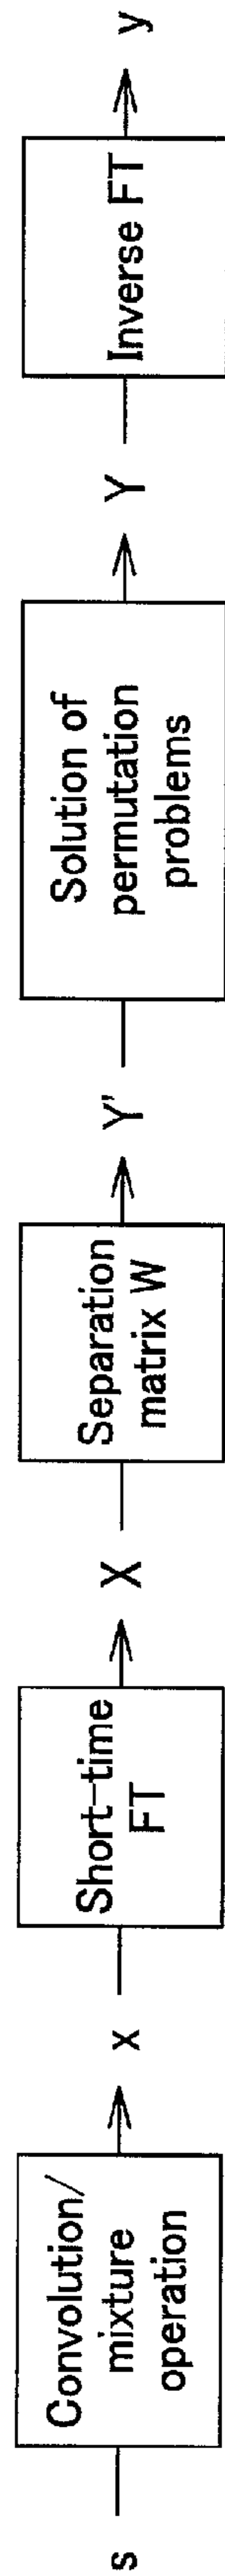 s
Convolution/
mixture
operation
x
Short-time
FT
X
Separation
matrix W
Y'
Solution of
permutation
problems
Y
Inverse FT
y